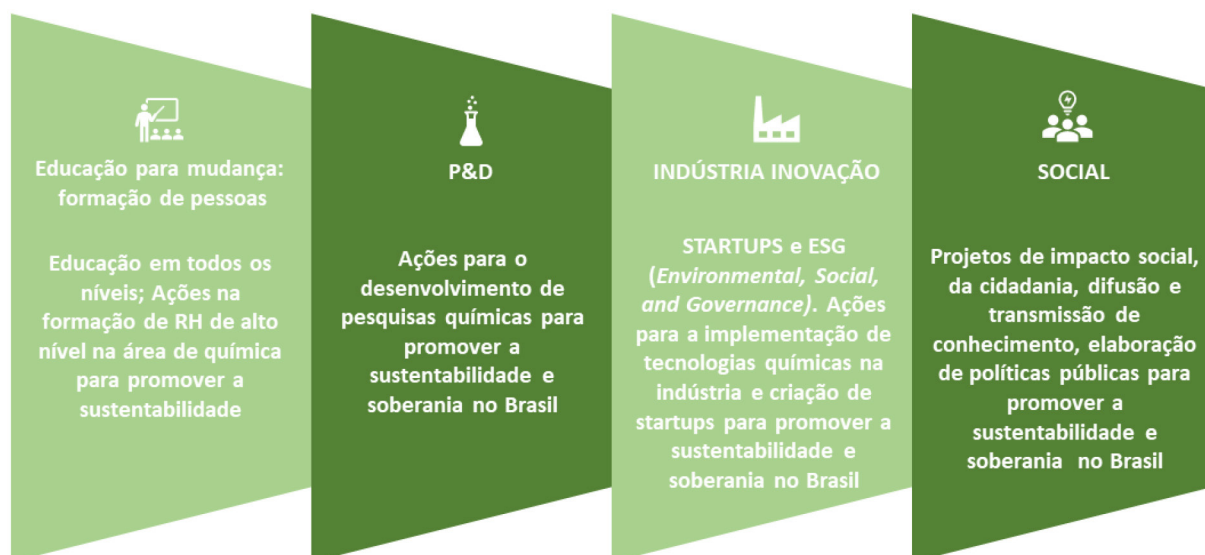 Educação para mudança:
formação de pessoas
Educação em todos os
níveis; Ações na
formação de RH de alto
nível na área de química
para promover a
sustentabilidade
P&D
Ações para o
desenvolvimento de
pesquisas químicas para
promover a
sustentabilidade e
soberania no Brasil
INDÚSTRIA INOVAÇÃO
STARTUPS e ESG
(Environmental, Social,
and Governance). Ações
para a implementação de
tecnologias químicas na
indústria e criação de
startups para promover a
sustentabilidade e
soberania no Brasil
SOCIAL
Projetos de impacto social,
da cidadania, difusão e
transmissão de
conhecimento, elaboração
de políticas públicas para
promover a
sustentabilidade e
soberania no Brasil